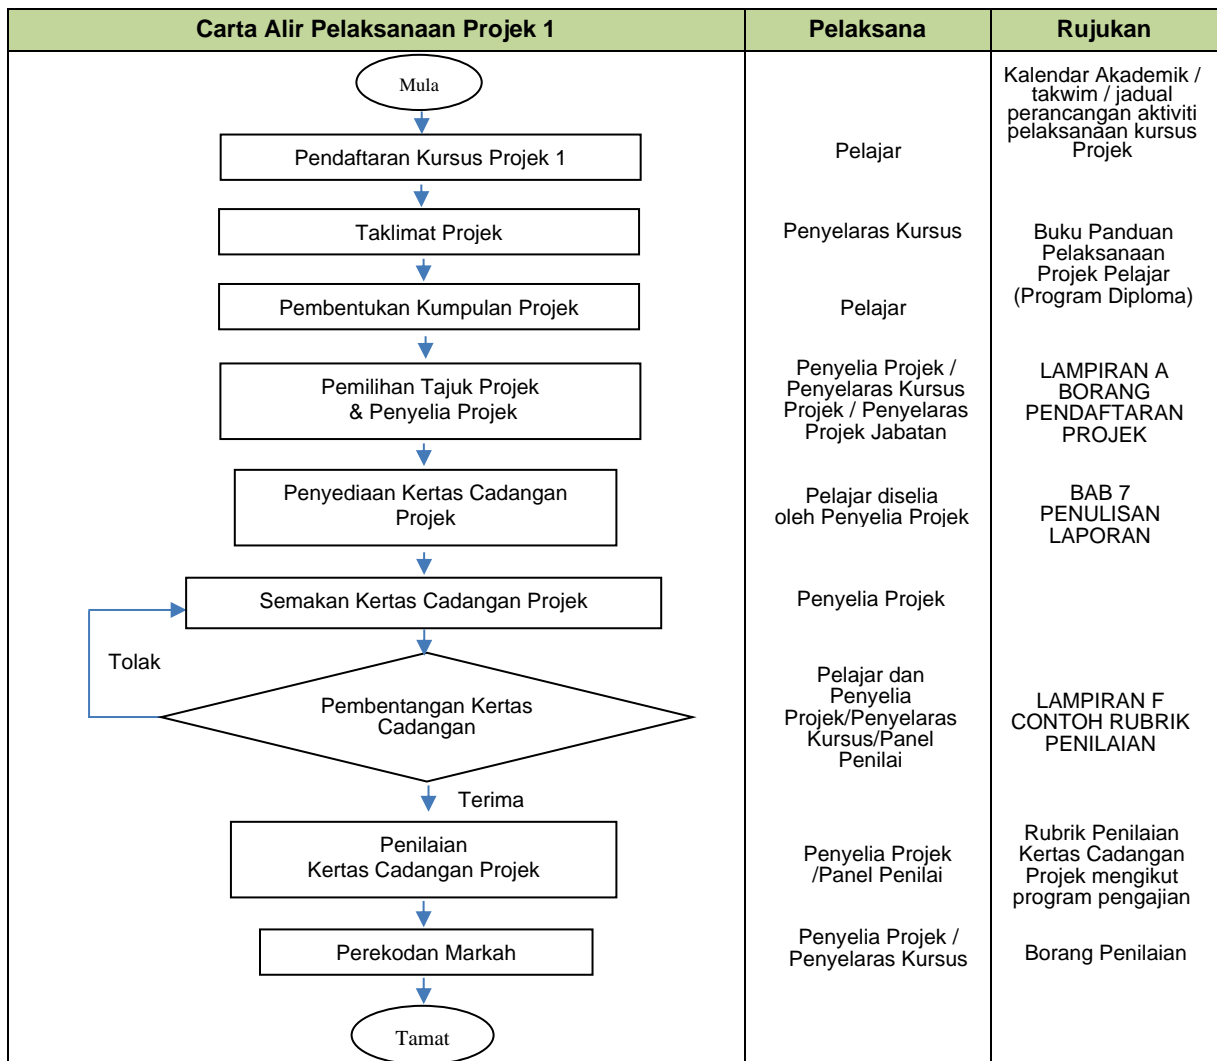 Carta Alir Pelaksanaan Projek 1
Pelaksana
Rujukan
Mula
Kalendar Akademik /
takwim / jadual
perancangan aktiviti
pelaksanaan kursus
Projek
Pendaftaran Kursus Projek 1
Pelajar
Taklimat Projek
Penyelaras Kursus
Buku Panduan
Pelaksanaan
Projek Pelajar
(Program Diploma)
Pembentukan Kumpulan Projek
Pelajar
Pemilihan Tajuk Projek
& Penyelia Projek
Penyelia Projek /
Penyelaras Kursus
Projek / Penyelaras
Projek Jabatan
LAMPIRAN A
BORANG
PENDAFTARAN
PROJEK
Penyediaan Kertas Cadangan
Projek
Pelajar diselia
oleh Penyelia Projek
BAB 7
PENULISAN
LAPORAN
Semakan Kertas Cadangan Projek
Penyelia Projek
Tolak
Pembentangan Kertas
Cadangan
Pelajar dan
Penyelia
Projek/Penyelaras
Kursus/Panel
Penilai
LAMPIRAN F
CONTOH RUBRIK
PENILAIAN
Terima
Penilaian
Kertas Cadangan Projek
Penyelia Projek
/Panel Penilai
Rubrik Penilaian
Kertas Cadangan
Projek mengikut
program pengajian
Perekodan Markah
Penyelia Projek /
Penyelaras Kursus
Borang Penilaian
Tamat